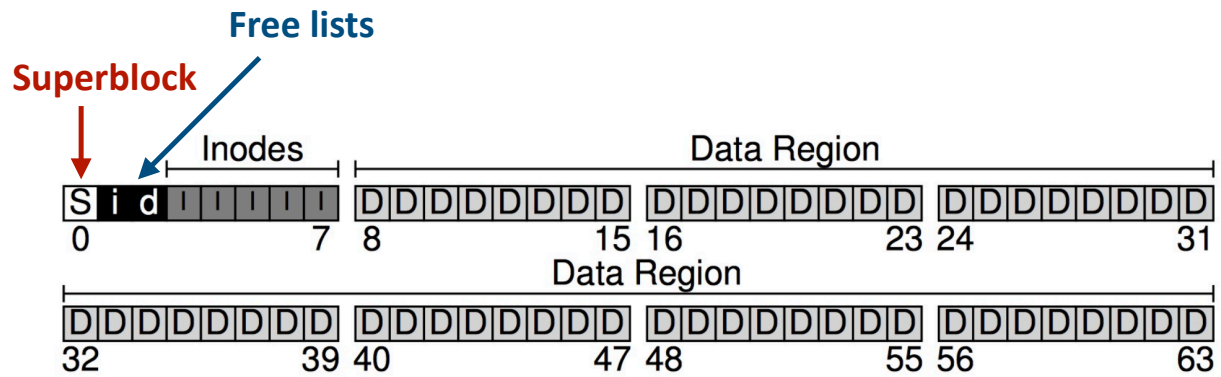 Free lists
Superblock
Inodes Data Region
S i d I I I I I D D D D D D D D D D D D D D D D D D D D D D D D
0 7 8 15 16 23 24 31
Data Region
D D D D D D D D D D D D D D D D D D D D D D D D D D D D D D D D
32 39 40 47 48 55 56 63